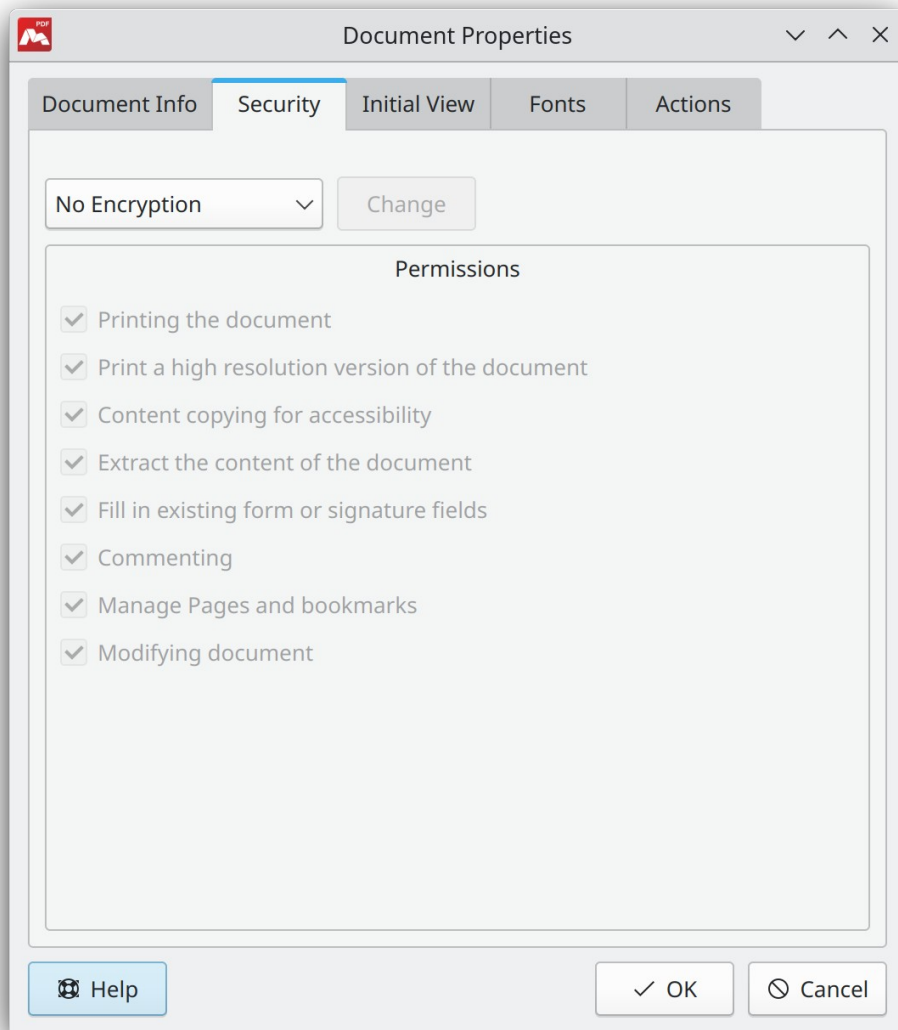 PDF
Document Properties
Document Info Security Initial View Fonts Actions
No Encryption Change
Permissions
Printing the document
Print a high resolution version of the document
Content copying for accessibility
Extract the content of the document
Fill in existing form or signature fields
Commenting
Manage Pages and bookmarks
Modifying document
Help OK Cancel